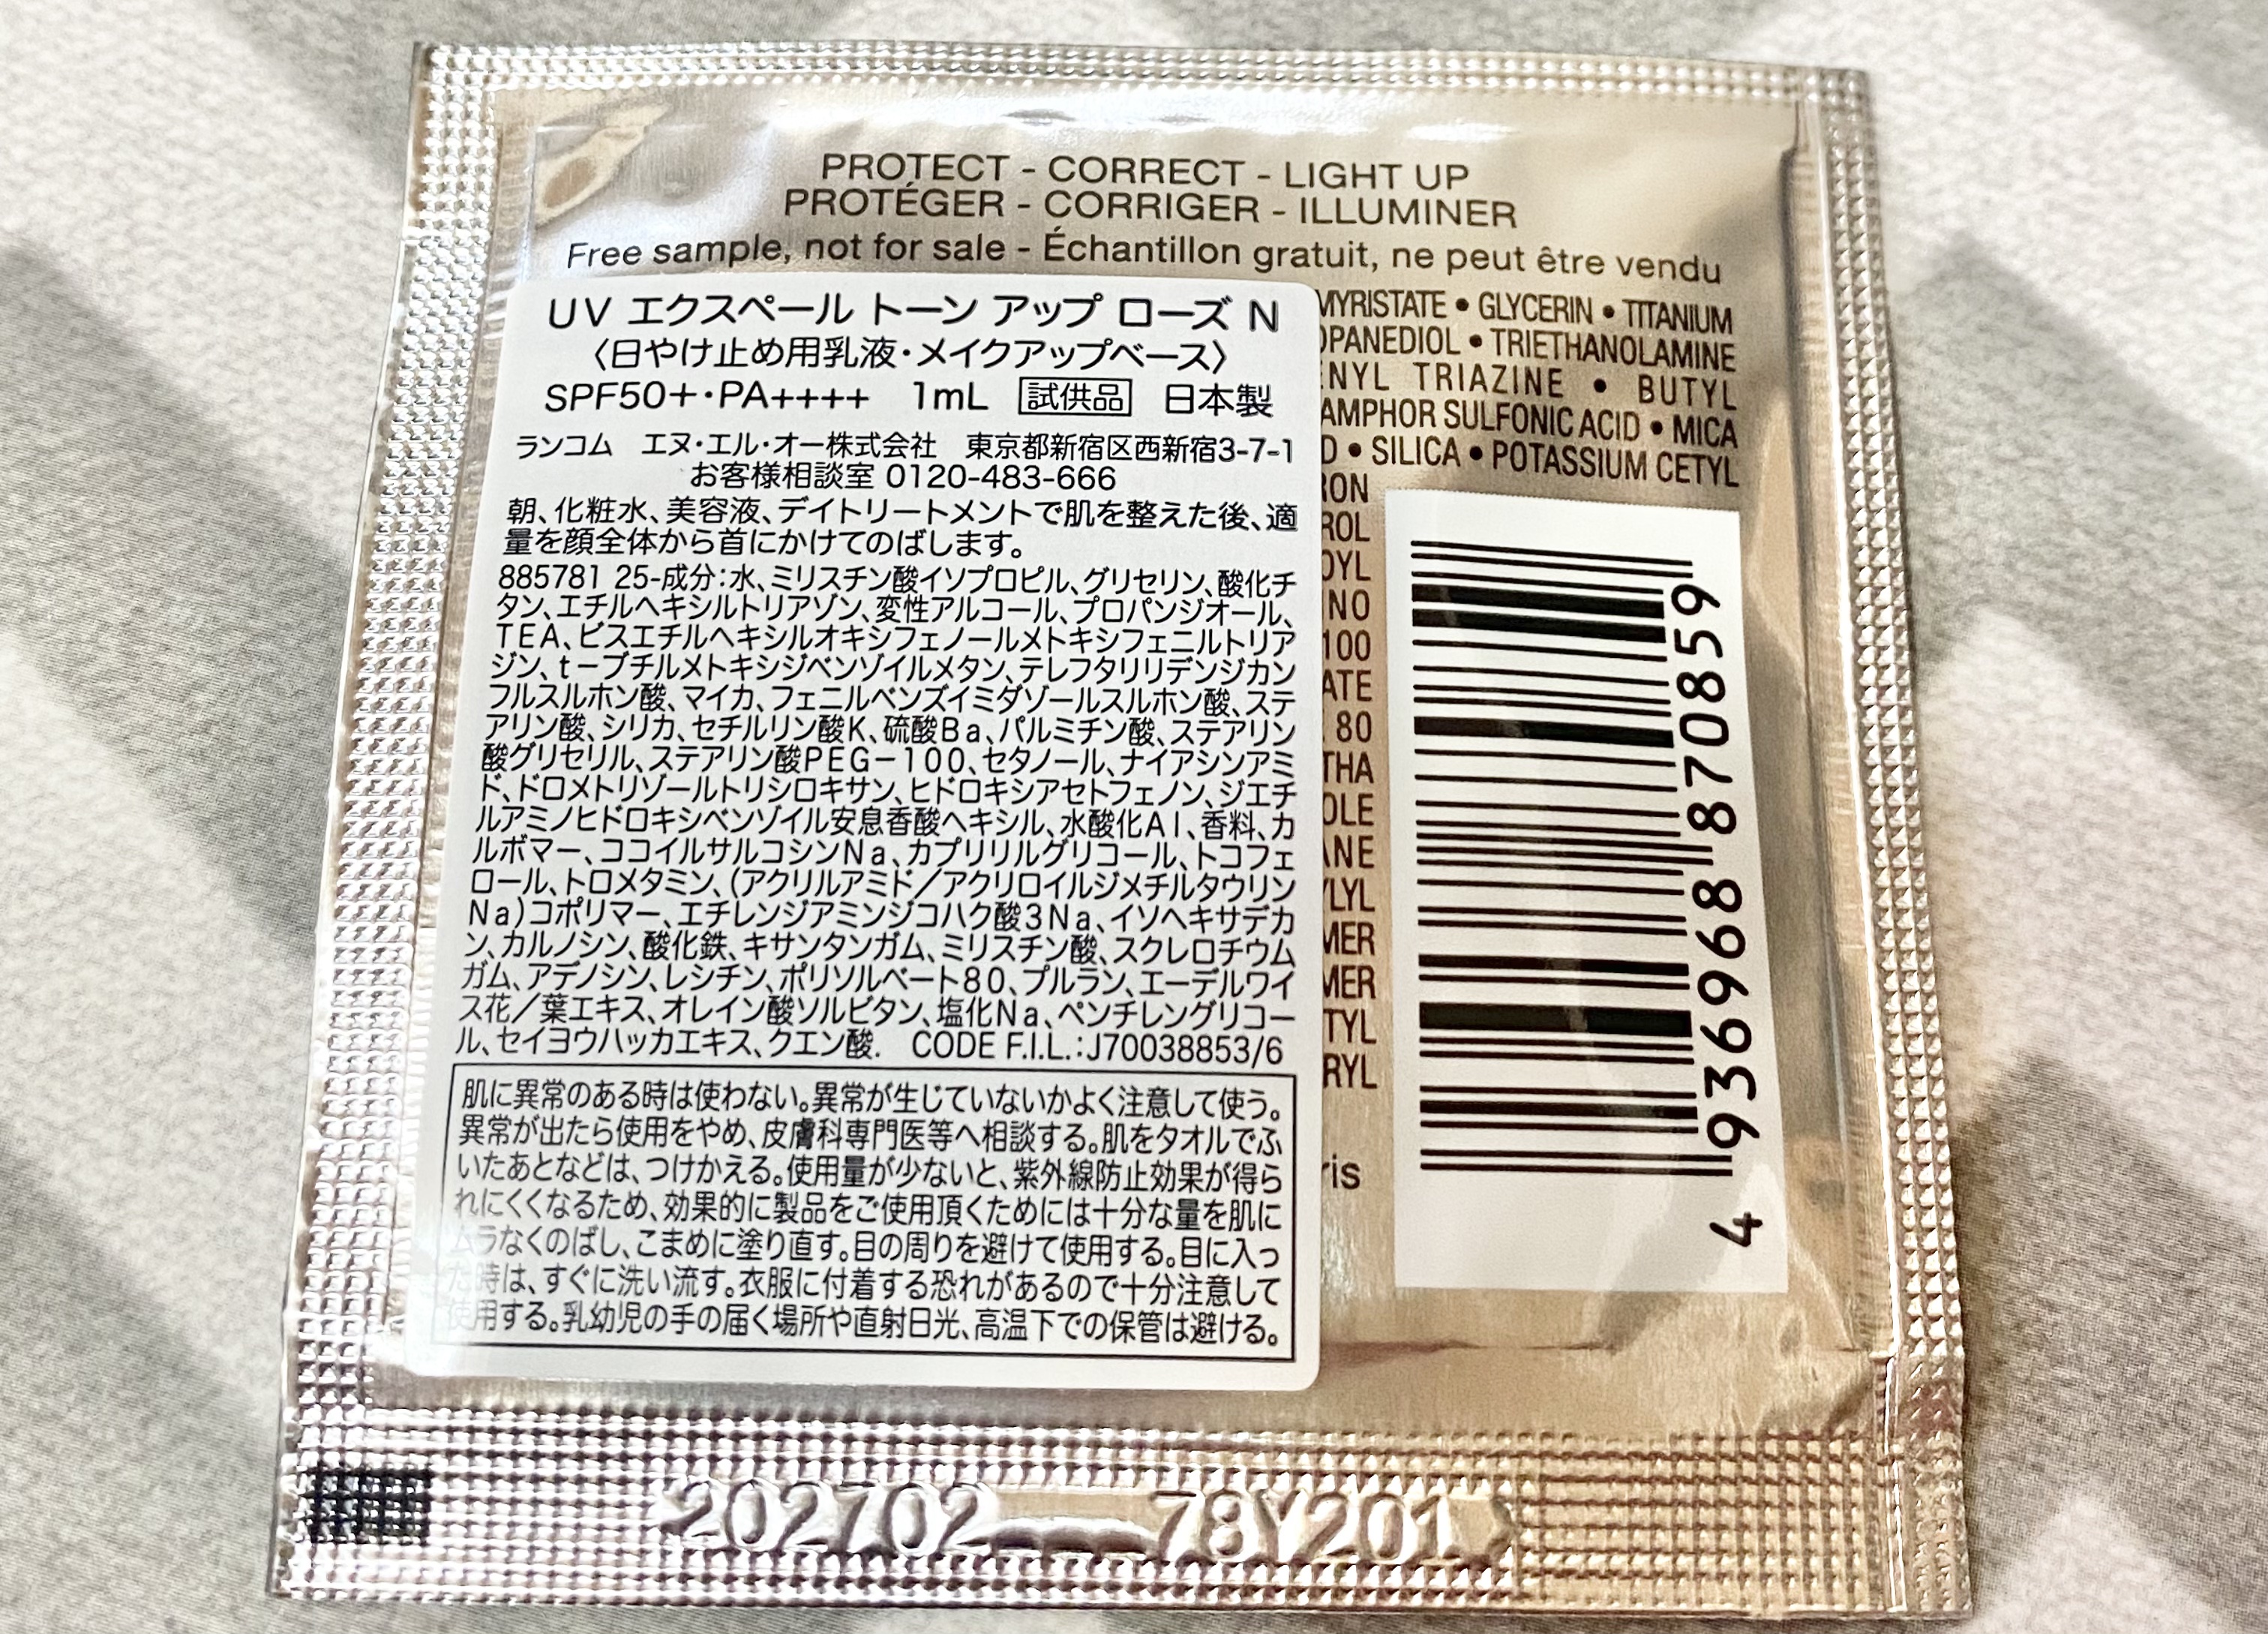 PROTECT - CORRECT - LIGHT UP
PROTÉGER - CORRIGER - ILLUMINER
Free sample, not for sale - Échantillon gratuit, ne peut être vendu
UV エクスペール トーン アップ ローズ N
〈日やけ止め用乳液・メイクアップベース〉
SPF50+・PA++++ 1mL 試供品 日本製
ランコム エヌ・エル・オー株式会社 東京都新宿区西新宿3-7-1
お客様相談室 0120-483-666
朝、化粧水、美容液、デイトリートメントで肌を整えた後、適
量を顔全体から首にかけてのばします。
885781 25-成分:水、ミリスチン酸イソプロピル、グリセリン、酸化チ
タン、エチルヘキシルトリアゾン、変性アルコール、プロパンジオール、
TEA、ビスエチルヘキシルオキシフェノールメトキシフェニルトリア
ジン、t-ブチルメトキシジベンゾイルメタン、テレフタリリデンジカン
フルスルホン酸、マイカ、フェニルベンズイミダゾールスルホン酸、ステ
アリン酸、シリカ、セチルリン酸K、硫酸Ba、パルミチン酸、ステアリン
酸グリセリル、ステアリン酸PEG-100、セタノール、ナイアシンアミ
ド、ドロメトリゾールトリシロキサン、ヒドロキシアセトフェノン、ジエチ
ルアミノヒドロキシベンゾイル安息香酸ヘキシル、水酸化Al、香料、カ
ルボマー、ココイルサルコシンNa、カプリリルグリコール、トコフェ
ロール、トロメタミン、(アクリルアミド/アクリロイルジメチルタウリン
Na)コポリマー、エチレンジアミンジコハク酸3Na、イソヘキサデカ
ン、カルノシン、酸化鉄、キサンタンガム、ミリスチン酸、スクレロチウム
ガム、アデノシン、レシチン、ポリソルベート80、プルラン、エーデルワイ
ス花/葉エキス、オレイン酸ソルビタン、塩化Na、ペンチレングリコー
ル、セイヨウハッカエキス、クエン酸. CODE F.I.L.:J70038853/6
肌に異常のある時は使わない。異常が生じていないかよく注意して使う。
異常が出たら使用をやめ、皮膚科専門医等へ相談する。肌をタオルでふ
いたあとなどは、つけかえる。使用量が少ないと、紫外線防止効果が得ら
れにくくなるため、効果的に製品をご使用頂くためには十分な量を肌に
ムラなくのばし、こまめに塗り直す。目の周りを避けて使用する。目に入っ
た時は、すぐに洗い流す。衣服に付着する恐れがあるので十分注意して
使用する。乳幼児の手の届く場所や直射日光、高温下での保管は避ける。
MYRISTATE • GLYCERIN • TITANIUM
OPANEDIOL • TRIETHANOLAMINE
ENYL TRIAZINE • BUTYL
AMPHOR SULFONIC ACID • MICA
D • SILICA • POTASSIUM CETYL
RON
ROL
OYL
NO
100
ATE
80
THA
OLE
ANE
YLYL
MER
MER
TYL
RYL
ris
4 936968 870859
202702 78Y201